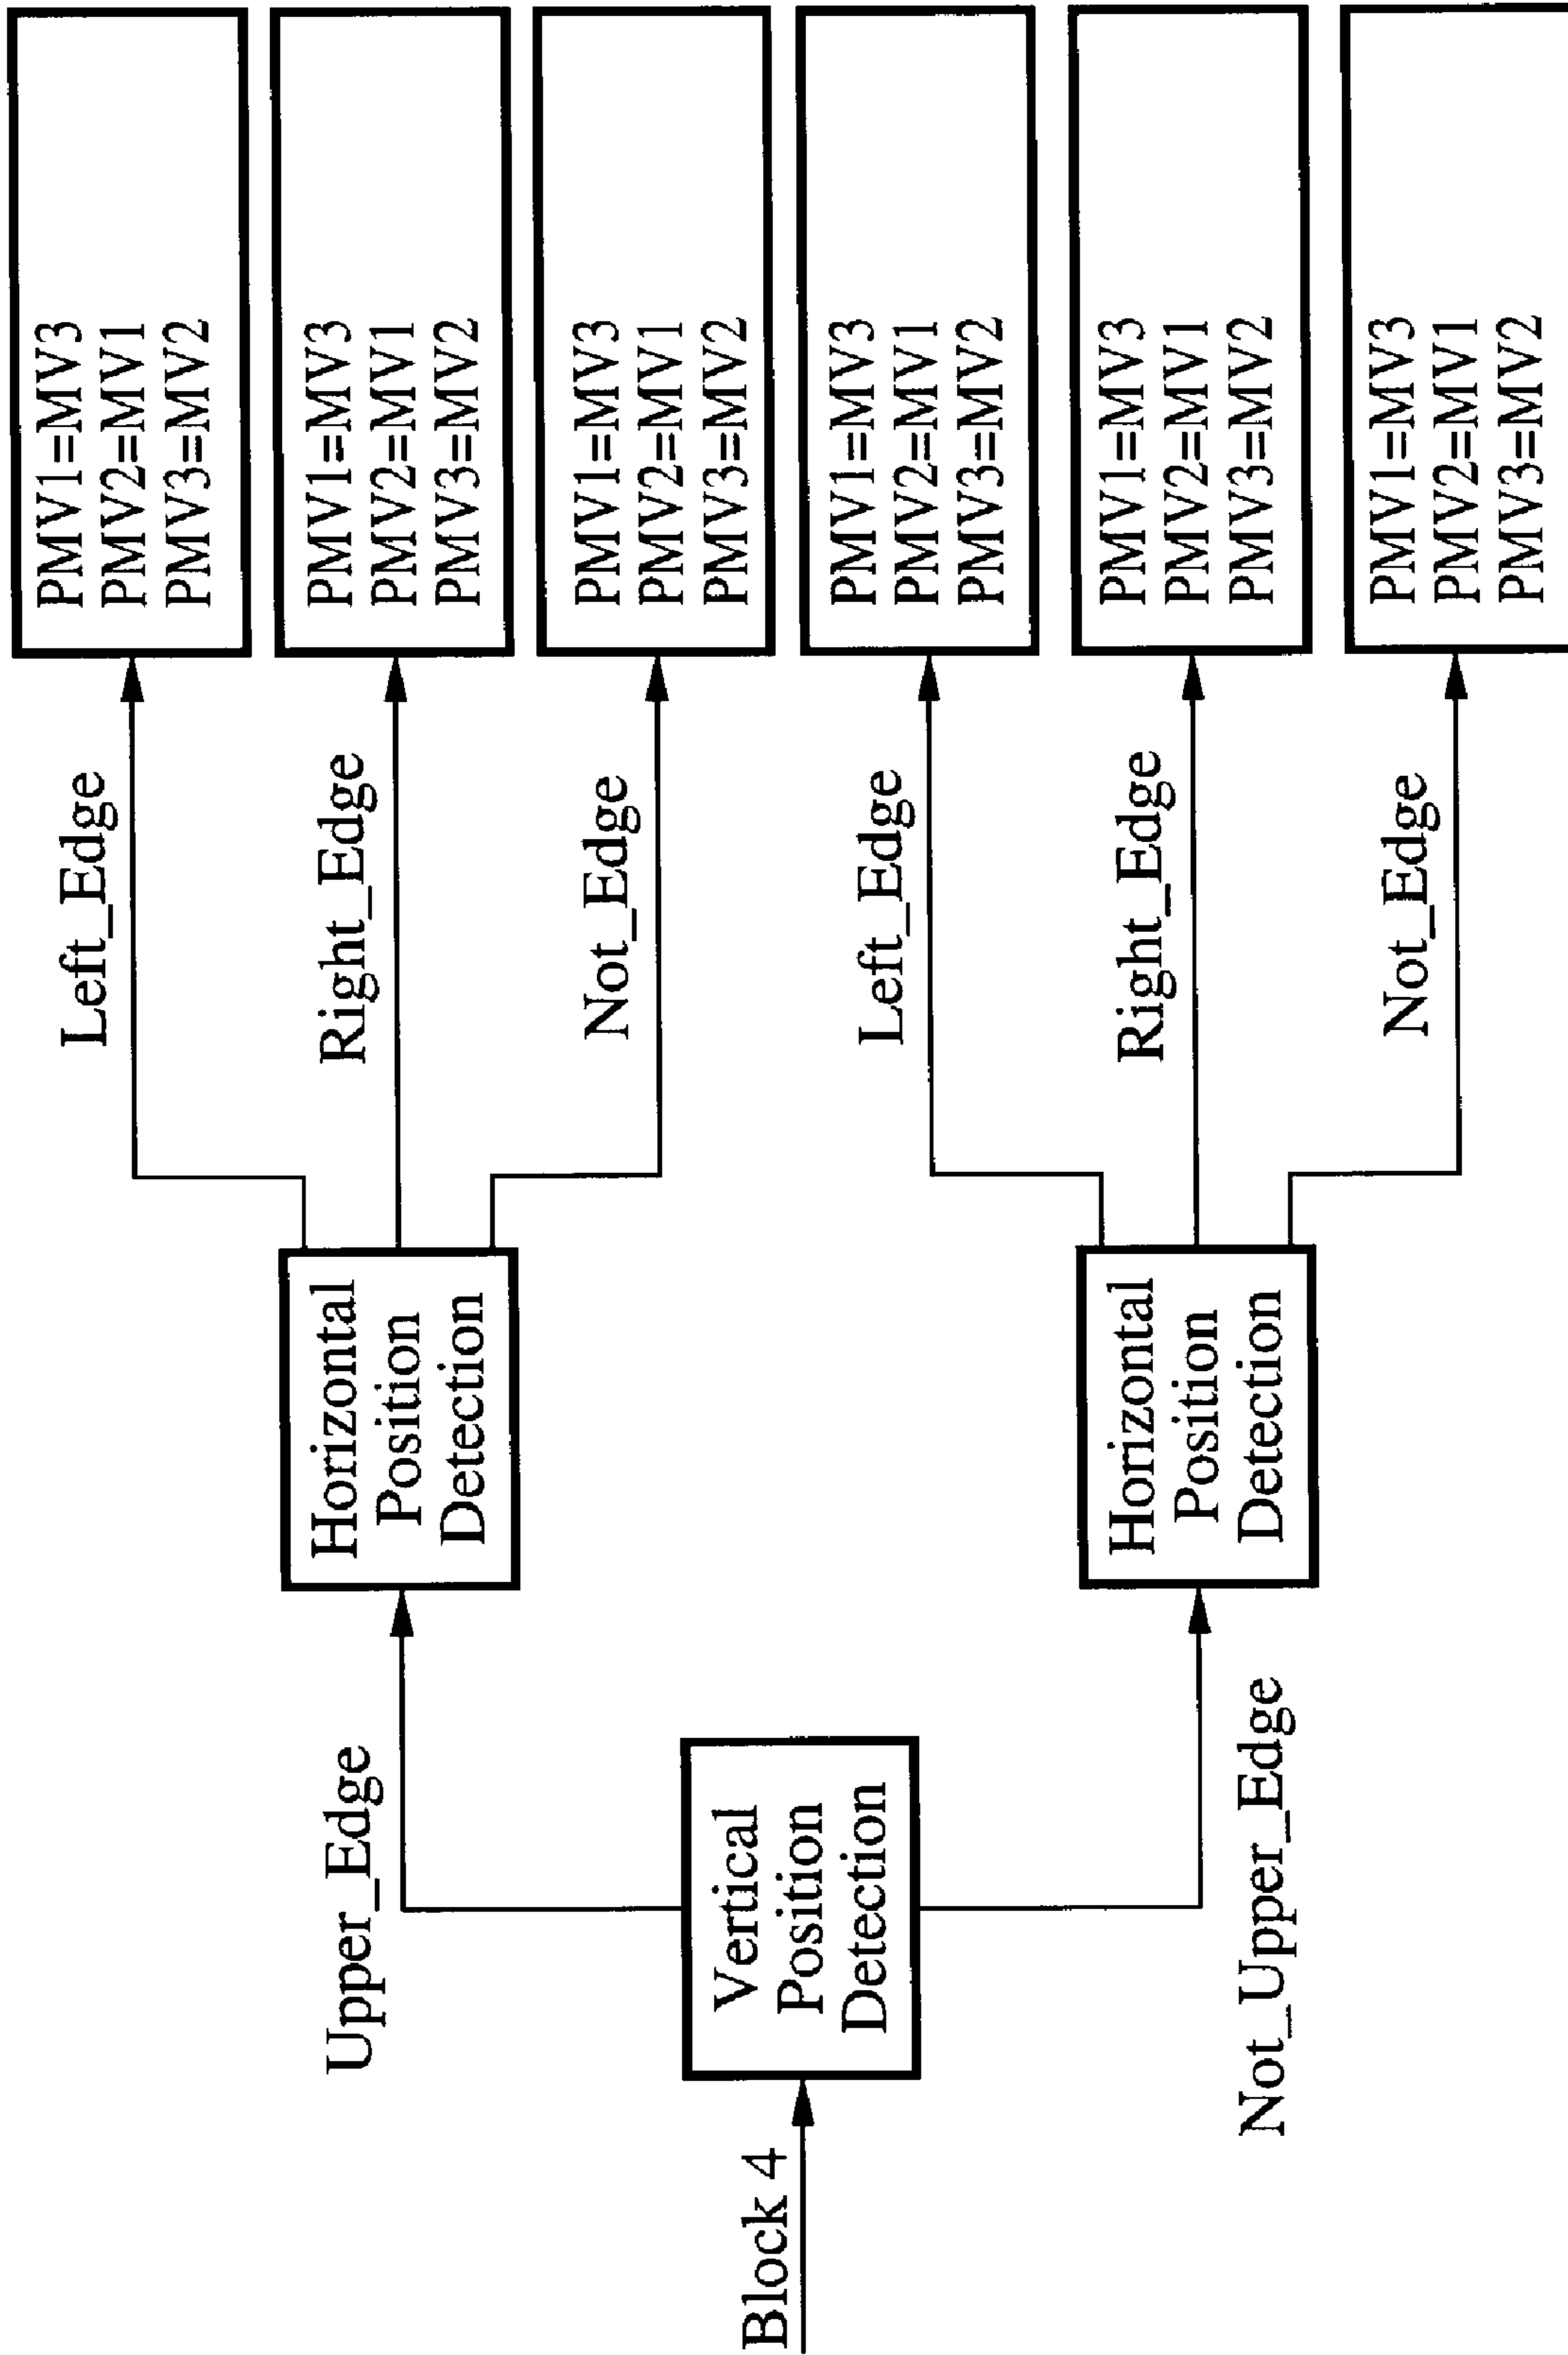 Block 4
Vertical
Position
Detection
Upper_Edge
Not_Upper_Edge
Horizontal
Position
Detection
Left_Edge
Right_Edge
Not_Edge
PMV1=MV3
PMV2=MV1
PMV3=MV2
PMV1=MV3
PMV2=MV1
PMV3=MV2
PMV1=MV3
PMV2=MV1
PMV3=MV2
Horizontal
Position
Detection
Left_Edge
Right_Edge
Not_Edge
PMV1=MV3
PMV2=MV1
PMV3=MV2
PMV1=MV3
PMV2=MV1
PMV3=MV2
PMV1=MV3
PMV2=MV1
PMV3=MV2